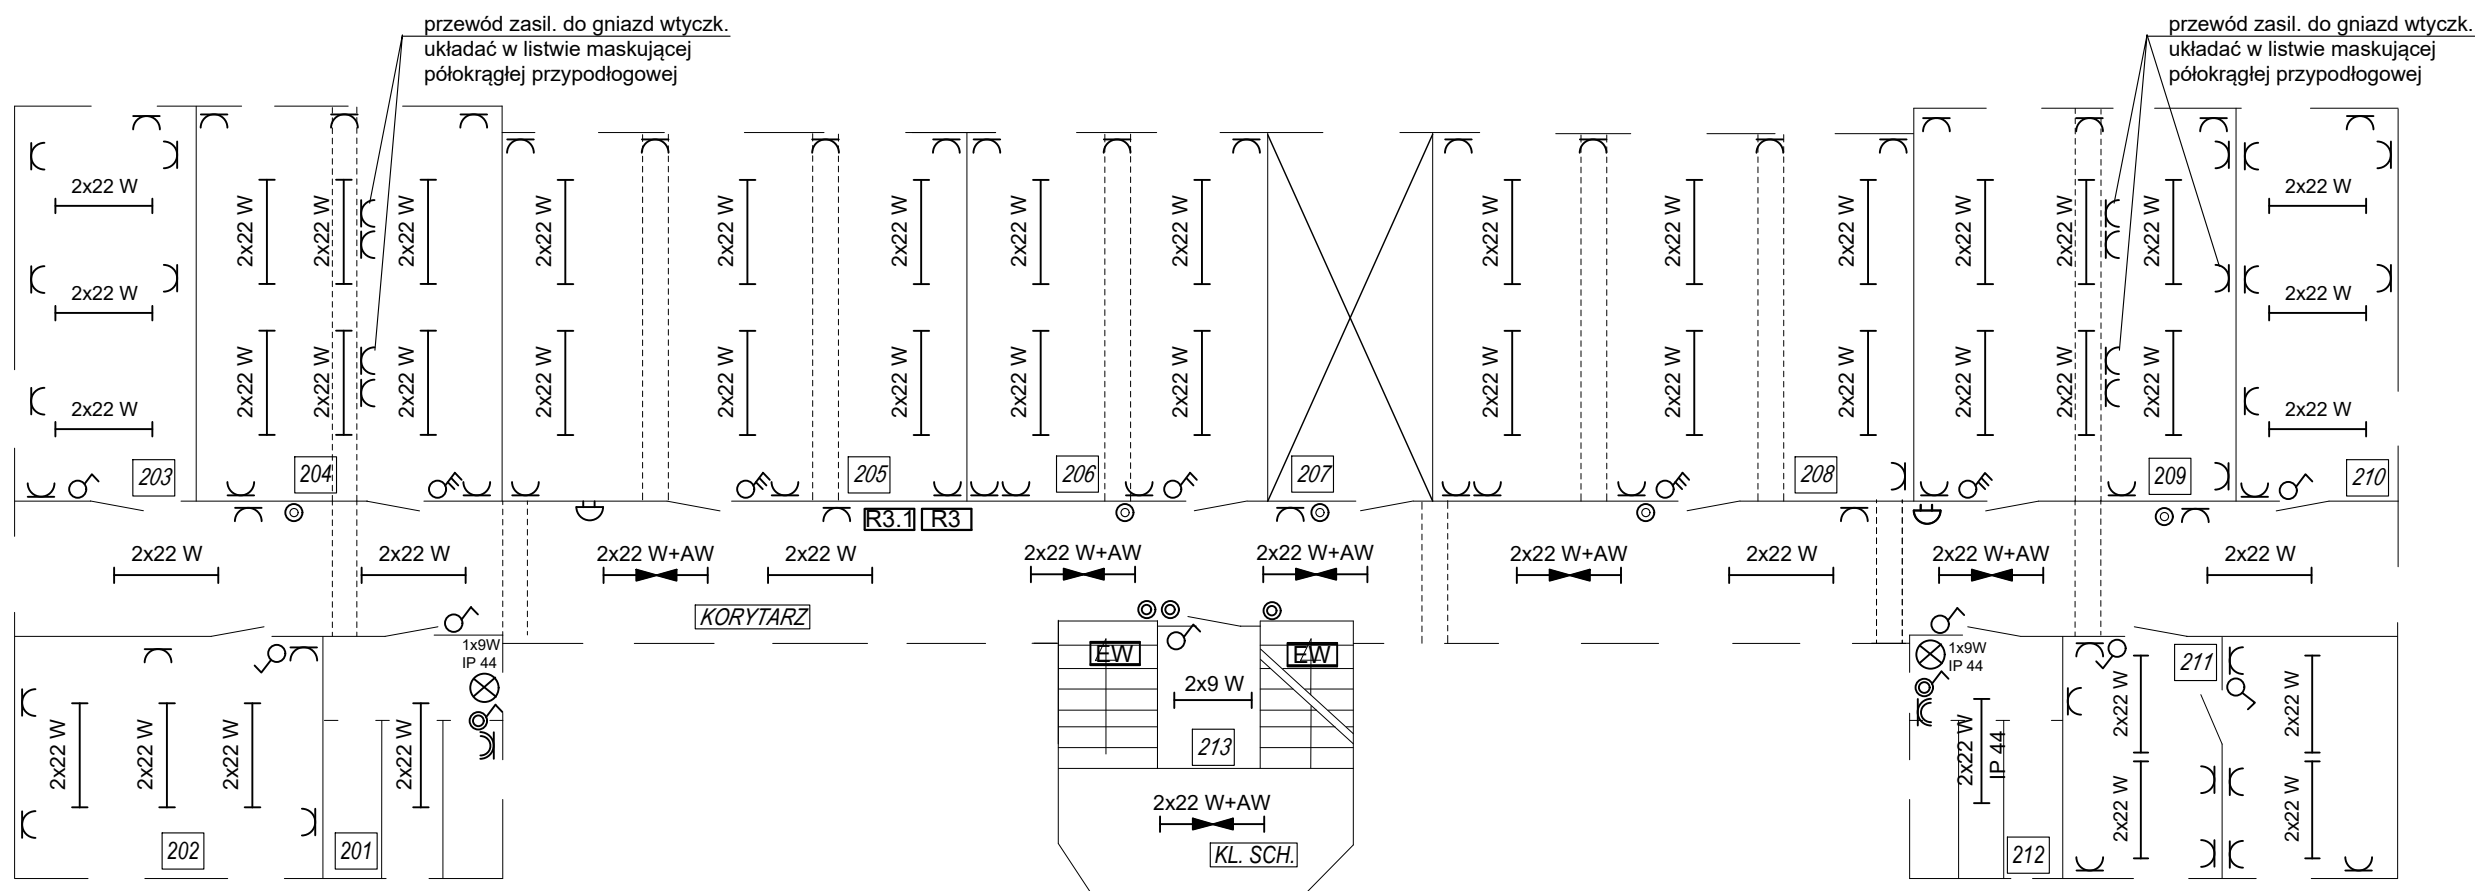 przewód zasil. do gniazd wtyczk.
układać w listwie maskującej
półokrągłej przypodłogowej
przewód zasil. do gniazd wtyczk.
układać w listwie maskującej
półokrągłej przypodłogowej
2x22 W
2x22 W
2x22 W
203
2x22 W
2x22 W
2x22 W
2x22 W
2x22 W
2x22 W
204
2x22 W
2x22 W
2x22 W
2x22 W
2x22 W
2x22 W
205
2x22 W
2x22 W
2x22 W
2x22 W
206
207
2x22 W
2x22 W
2x22 W
2x22 W
2x22 W
2x22 W
208
2x22 W
2x22 W
2x22 W
2x22 W
2x22 W
2x22 W
209
2x22 W
2x22 W
2x22 W
210
R3.1
R3
2x22 W
2x22 W
2x22 W+AW
2x22 W
2x22 W+AW
2x22 W+AW
2x22 W+AW
2x22 W
2x22 W+AW
2x22 W
KORYTARZ
1x9W
IP 44
EW
EW
1x9W
IP 44
211
2x9 W
213
2x22 W
2x22 W
2x22 W
2x22 W
2x22 W
IP 44
2x22 W
2x22 W
2x22 W
2x22 W
2x22 W+AW
202
201
KL. SCH.
212